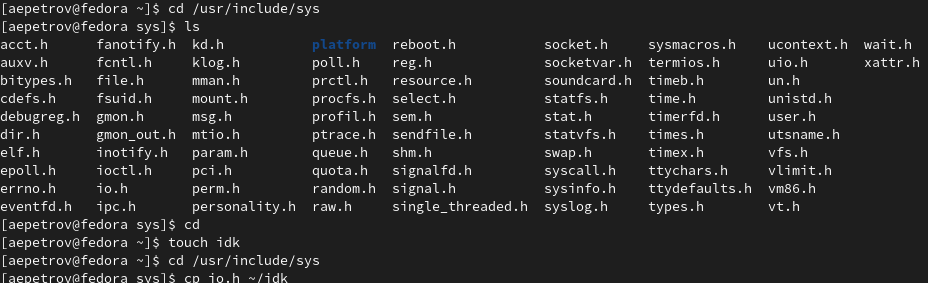 [aepetrov@fedora ~]$ cd /usr/include/sys
[aepetrov@fedora sys]$ ls
acct.h      fanotify.h  kd.h           platform  reboot.h           socket.h     sysmacros.h    ucontext.h  wait.h
auxv.h      fcntl.h     klog.h         poll.h    reg.h              socketvar.h  termios.h      uio.h       xattr.h
bitypes.h   file.h      mman.h         prctl.h   resource.h         soundcard.h  timeb.h        un.h
cdefs.h     fsuid.h     mount.h        procfs.h  select.h           statfs.h     time.h         unistd.h
debugreg.h  gmon.h      msg.h          profil.h  sem.h              stat.h       timerfd.h      user.h
dir.h       gmon_out.h  mtio.h         ptrace.h  sendfile.h         statvfs.h    times.h        utsname.h
elf.h       inotify.h   param.h        queue.h   shm.h              swap.h       timex.h        vfs.h
epoll.h     ioctl.h     pci.h          quota.h   signalfd.h         syscall.h    ttychars.h     vlimit.h
errno.h     io.h        perm.h         random.h  signal.h           sysinfo.h    ttydefaults.h  vm86.h
eventfd.h   ipc.h       personality.h  raw.h     single_threaded.h  syslog.h     types.h        vt.h
[aepetrov@fedora sys]$ cd
[aepetrov@fedora ~]$ touch idk
[aepetrov@fedora ~]$ cd /usr/include/sys
[aepetrov@fedora sys]$ cp io.h ~/idk